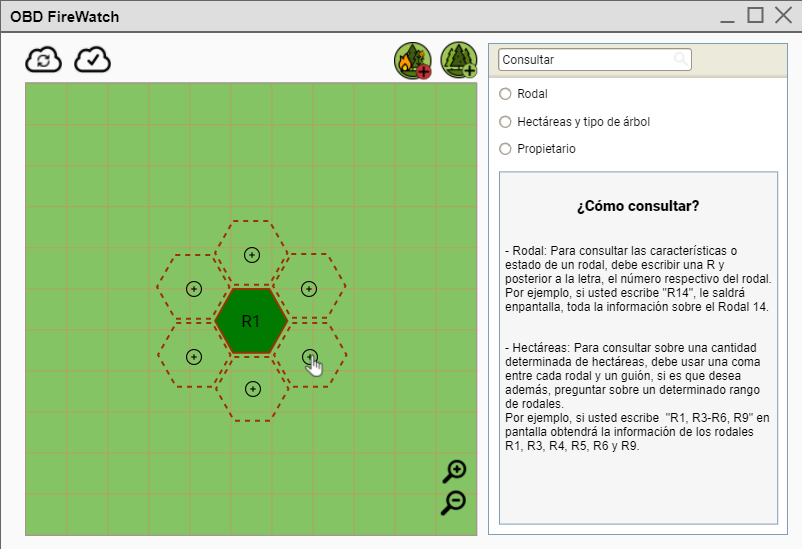 OBD FireWatch
Consultar
Rodal
Hectáreas y tipo de árbol
Propietario
R1
¿Cómo consultar?
- Rodal: Para consultar las características o
estado de un rodal, debe escribir una R y
posterior a la letra, el número respectivo del rodal.
Por ejemplo, si usted escribe "R14", le saldrá
enpantalla, toda la información sobre el Rodal 14.
- Hectáreas: Para consultar sobre una cantidad
determinada de hectáreas, debe usar una coma
entre cada rodal y un guión, si es que desea
además, preguntar sobre un determinado rango
de rodales.
Por ejemplo, si usted escribe "R1, R3-R6, R9" en
pantalla obtendrá la información de los rodales
R1, R3, R4, R5, R6 y R9.